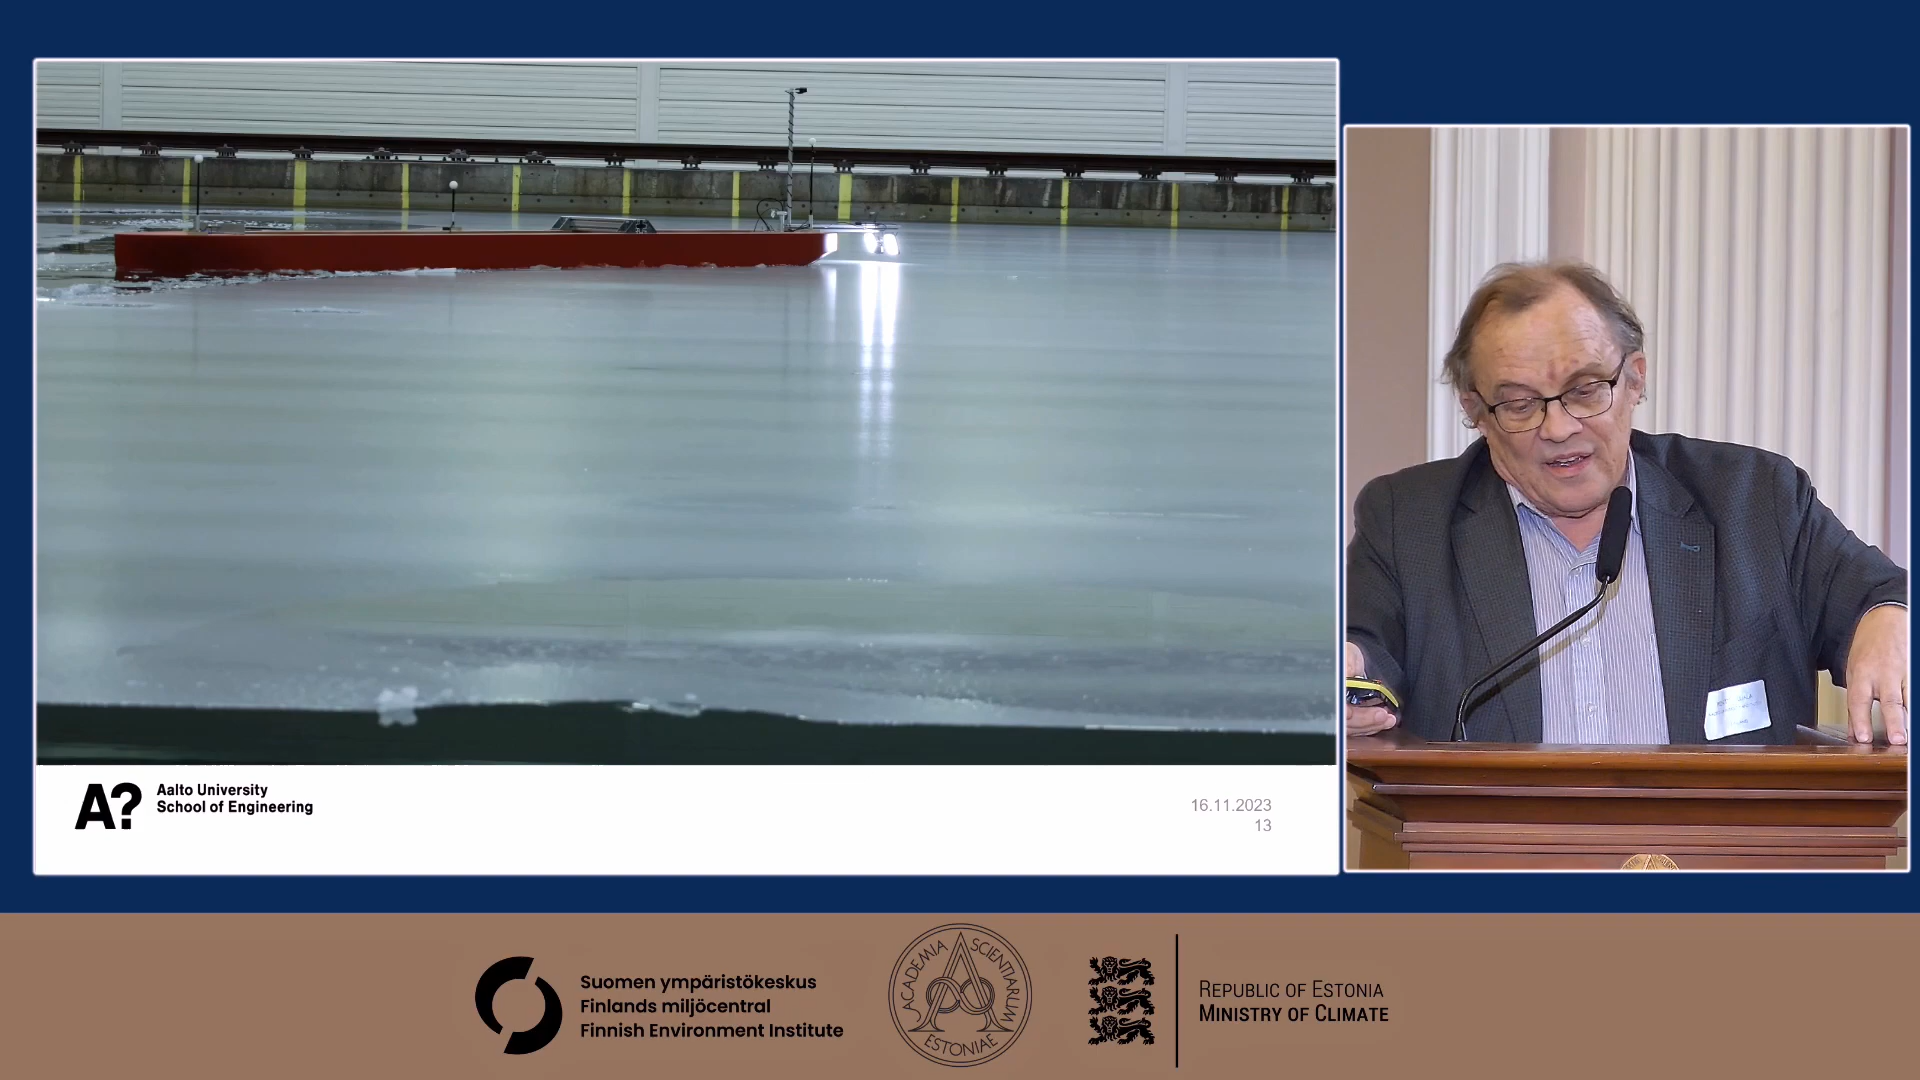 Aalto University
School of Engineering
16.11.2023
13
Suomen ympäristökeskus
Finlands miljöcentral
Finnish Environment Institute
ACADEMIA SCIENTIARUM
ESTONIAE
REPUBLIC OF ESTONIA
MINISTRY OF CLIMATE